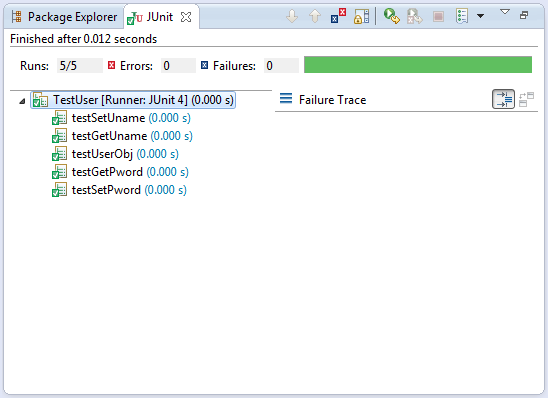 Package Explorer JUnit
Finished after 0.012 seconds
Runs: 5/5 Errors: 0 Failures: 0
TestUser [Runner: JUnit 4] (0.000 s)
Failure Trace
testSetUname (0.000 s)
testGetUname (0.000 s)
testUserObj (0.000 s)
testGetPword (0.000 s)
testSetPword (0.000 s)